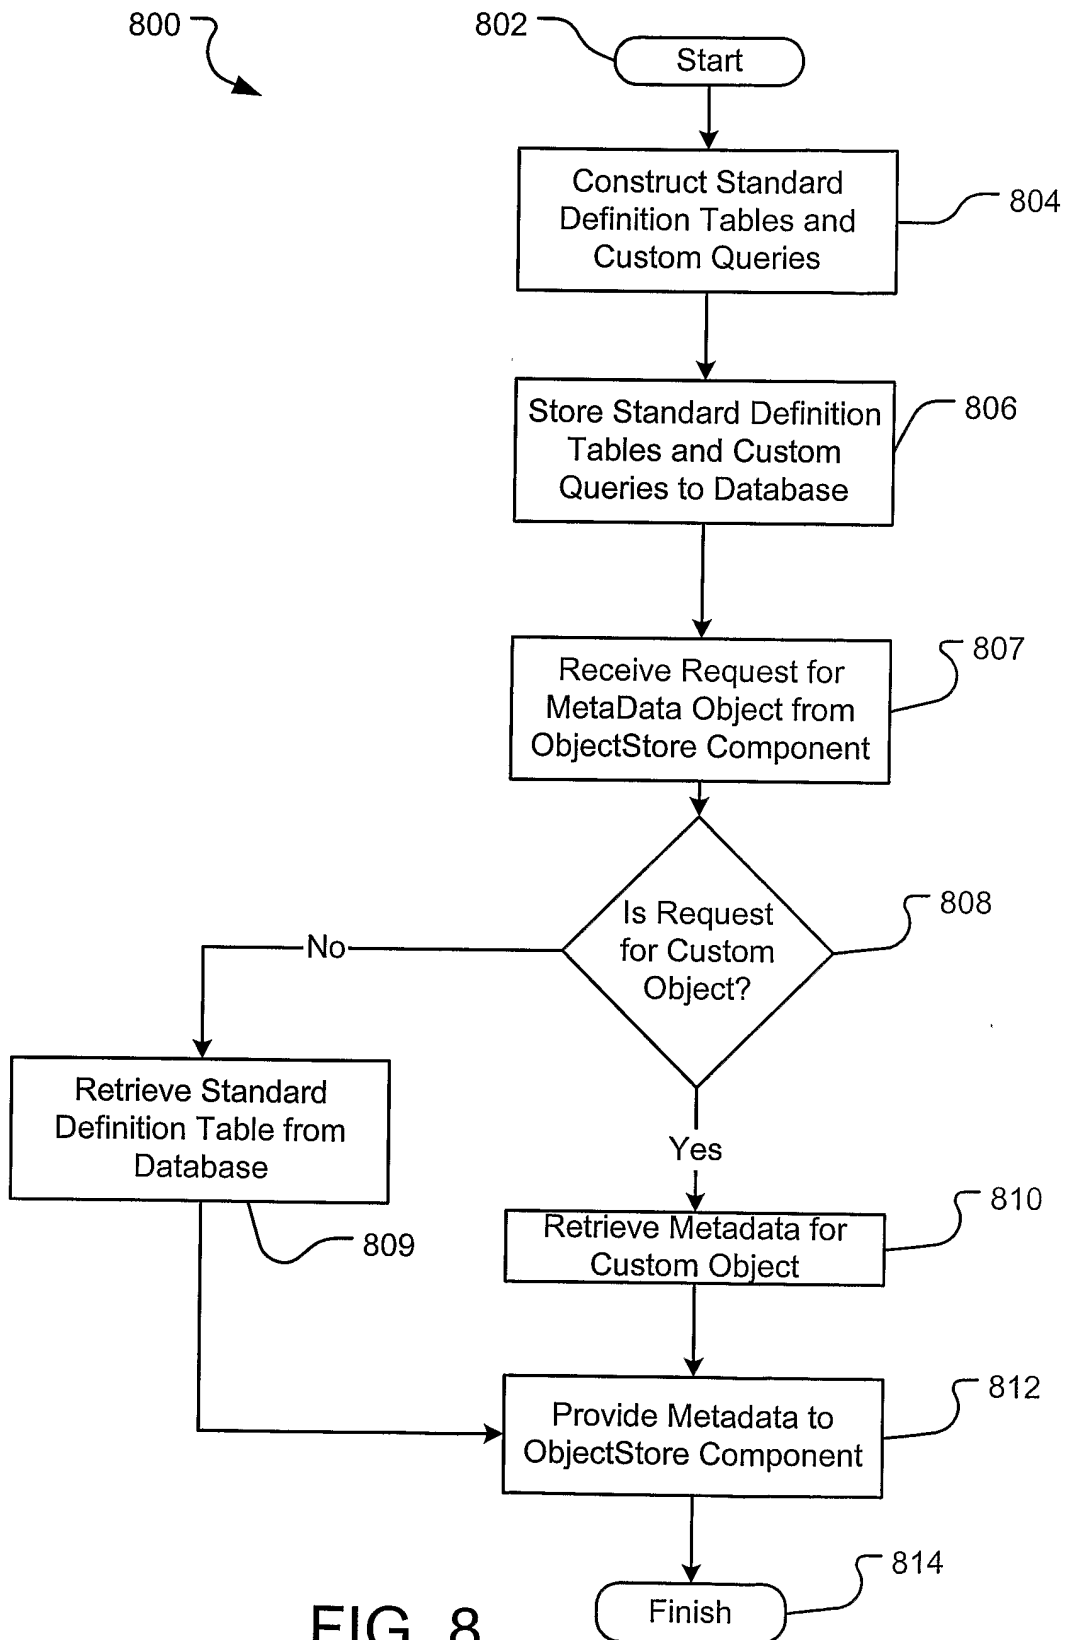 800
802
Start
Construct Standard
Definition Tables and
Custom Queries
804
Store Standard Definition
Tables and Custom
Queries to Database
806
Receive Request for
MetaData Object from
ObjectStore Component
807
Is Request
for Custom
Object?
808
No
Yes
Retrieve Standard
Definition Table from
Database
809
Retrieve Metadata for
Custom Object
810
Provide Metadata to
ObjectStore Component
812
Finish
814
FIG. 8